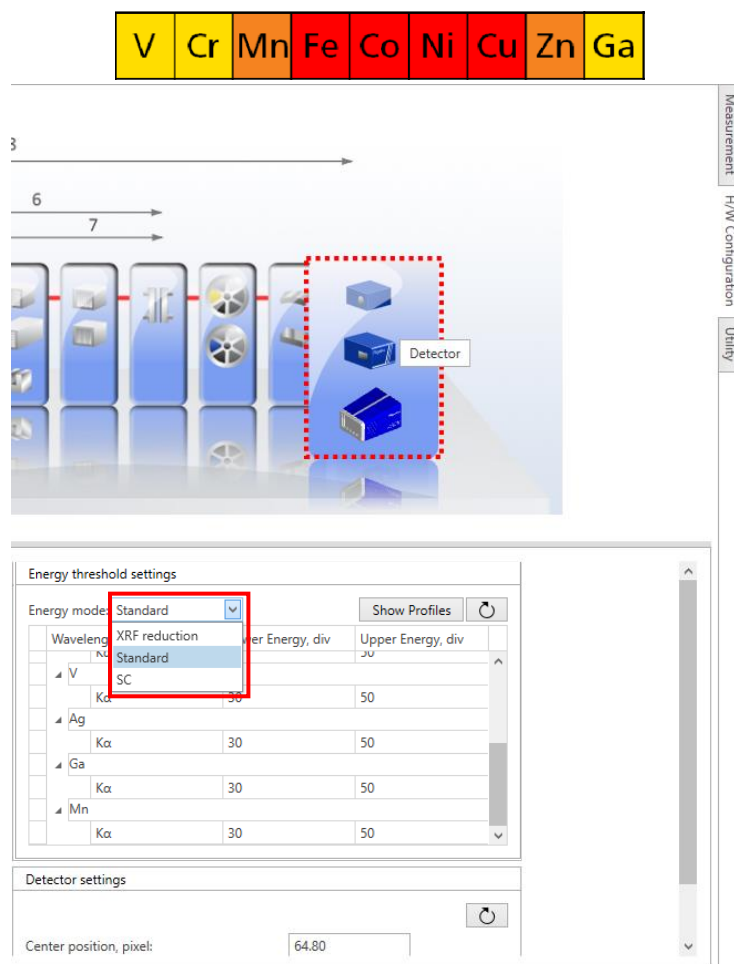 V Cr Mn Fe Co Ni Cu Zn Ga
Measurement
H/W Configuration
Utility
6
7
Detector
Energy threshold settings
Energy mode: Standard Show Profiles
XRF reduction
Standard
SC
Upper Energy, div
V
Kα 30 50
Ag
Kα 30 50
Ga
Kα 30 50
Mn
Kα 30 50
Detector settings
Center position, pixel: 64.80